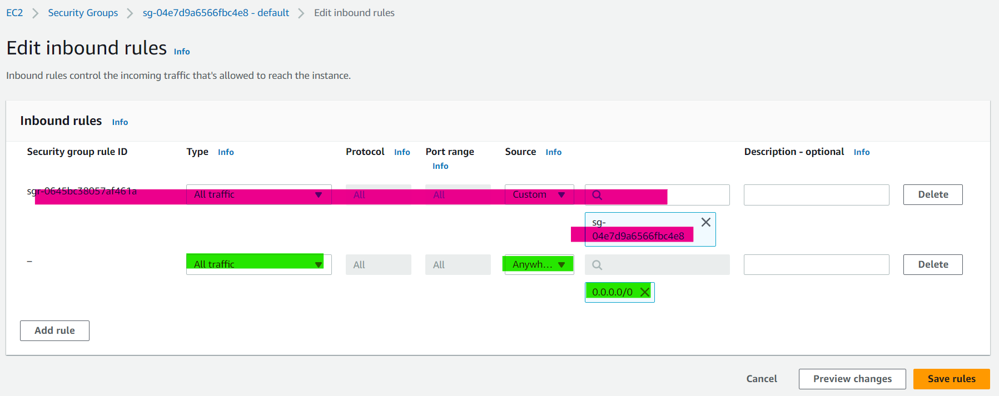 EC2 > Security Groups > sg-04e7d9a6566fbc4e8 - default > Edit inbound rules
Edit inbound rules Info
Inbound rules control the incoming traffic that's allowed to reach the instance.
Inbound rules Info
Security group rule ID Type Info Protocol Info Port range Source Info Description - optional Info
Info
sgr-0645bc38057af461a All traffic All All Custom Delete
sg-
04e7d9a6566fbc4e8
– All traffic All All Anywh... Delete
0.0.0.0/0
Add rule
Cancel Preview changes Save rules